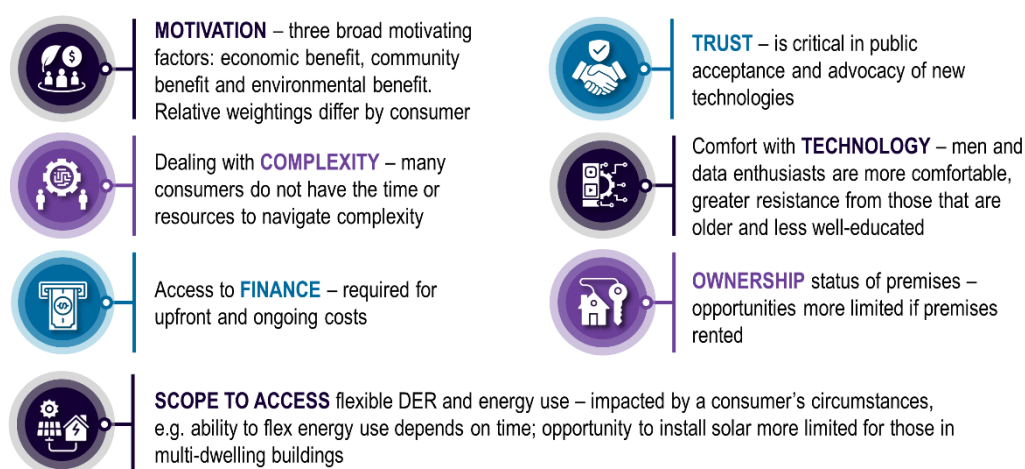 MOTIVATION – three broad motivating
factors: economic benefit, community
benefit and environmental benefit.
Relative weightings differ by consumer
TRUST – is critical in public
acceptance and advocacy of new
technologies
Dealing with COMPLEXITY – many
consumers do not have the time or
resources to navigate complexity
Comfort with TECHNOLOGY – men and
data enthusiasts are more comfortable,
greater resistance from those that are
older and less well-educated
Access to FINANCE – required for
upfront and ongoing costs
OWNERSHIP status of premises –
opportunities more limited if premises
rented
SCOPE TO ACCESS flexible DER and energy use – impacted by a consumer’s circumstances,
e.g. ability to flex energy use depends on time; opportunity to install solar more limited for those in
multi-dwelling buildings